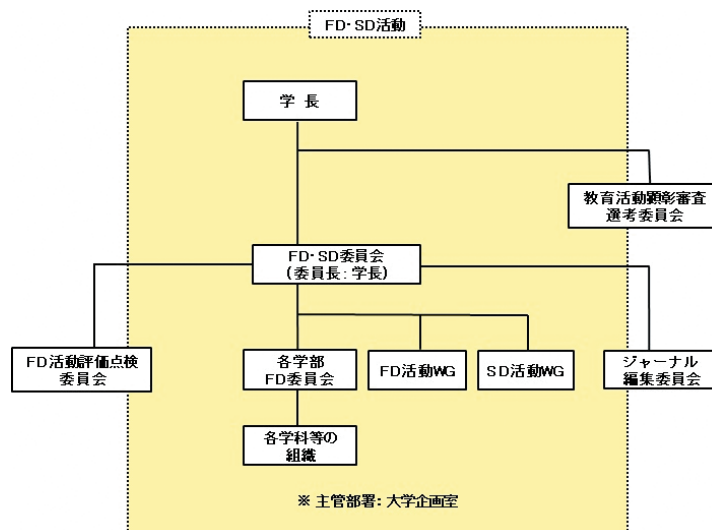 FD・SD活動
学 長
教育活動顕彰審査
選考委員会
FD・SD委員会
(委員長:学長)
FD活動評価点検
委員会
各学部
FD委員会
FD活動WG
SD活動WG
ジャーナル
編集委員会
各学科等の
組織
※ 主管部署:大学企画室